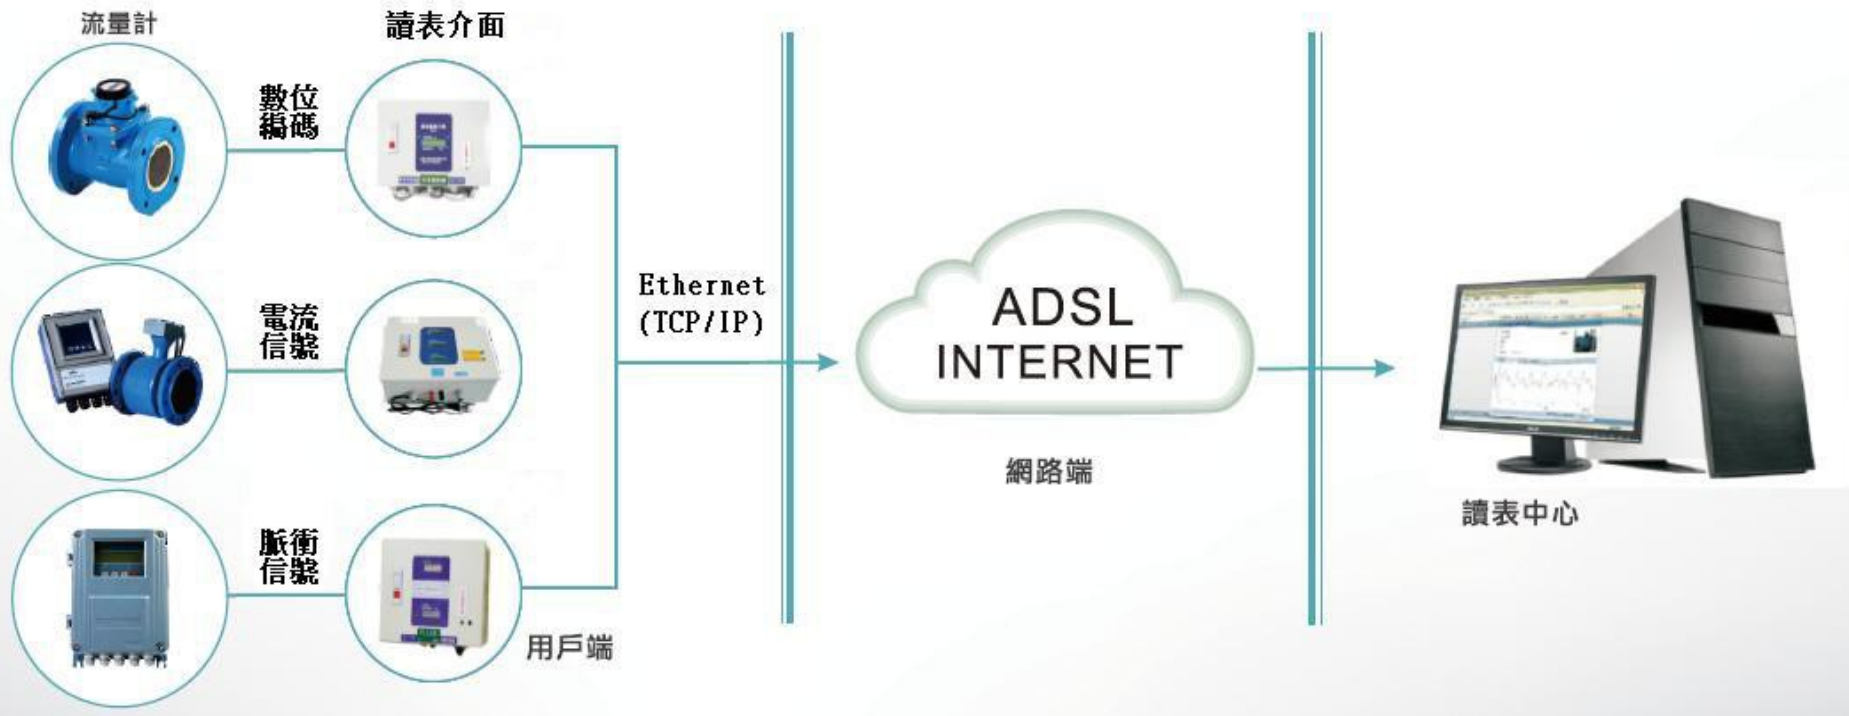 流量計
讀表介面
數位
編碼
電流
信號
脈衝
信號
用戶端
Ethernet
(TCP/IP)
ADSL
INTERNET
網路端
讀表中心